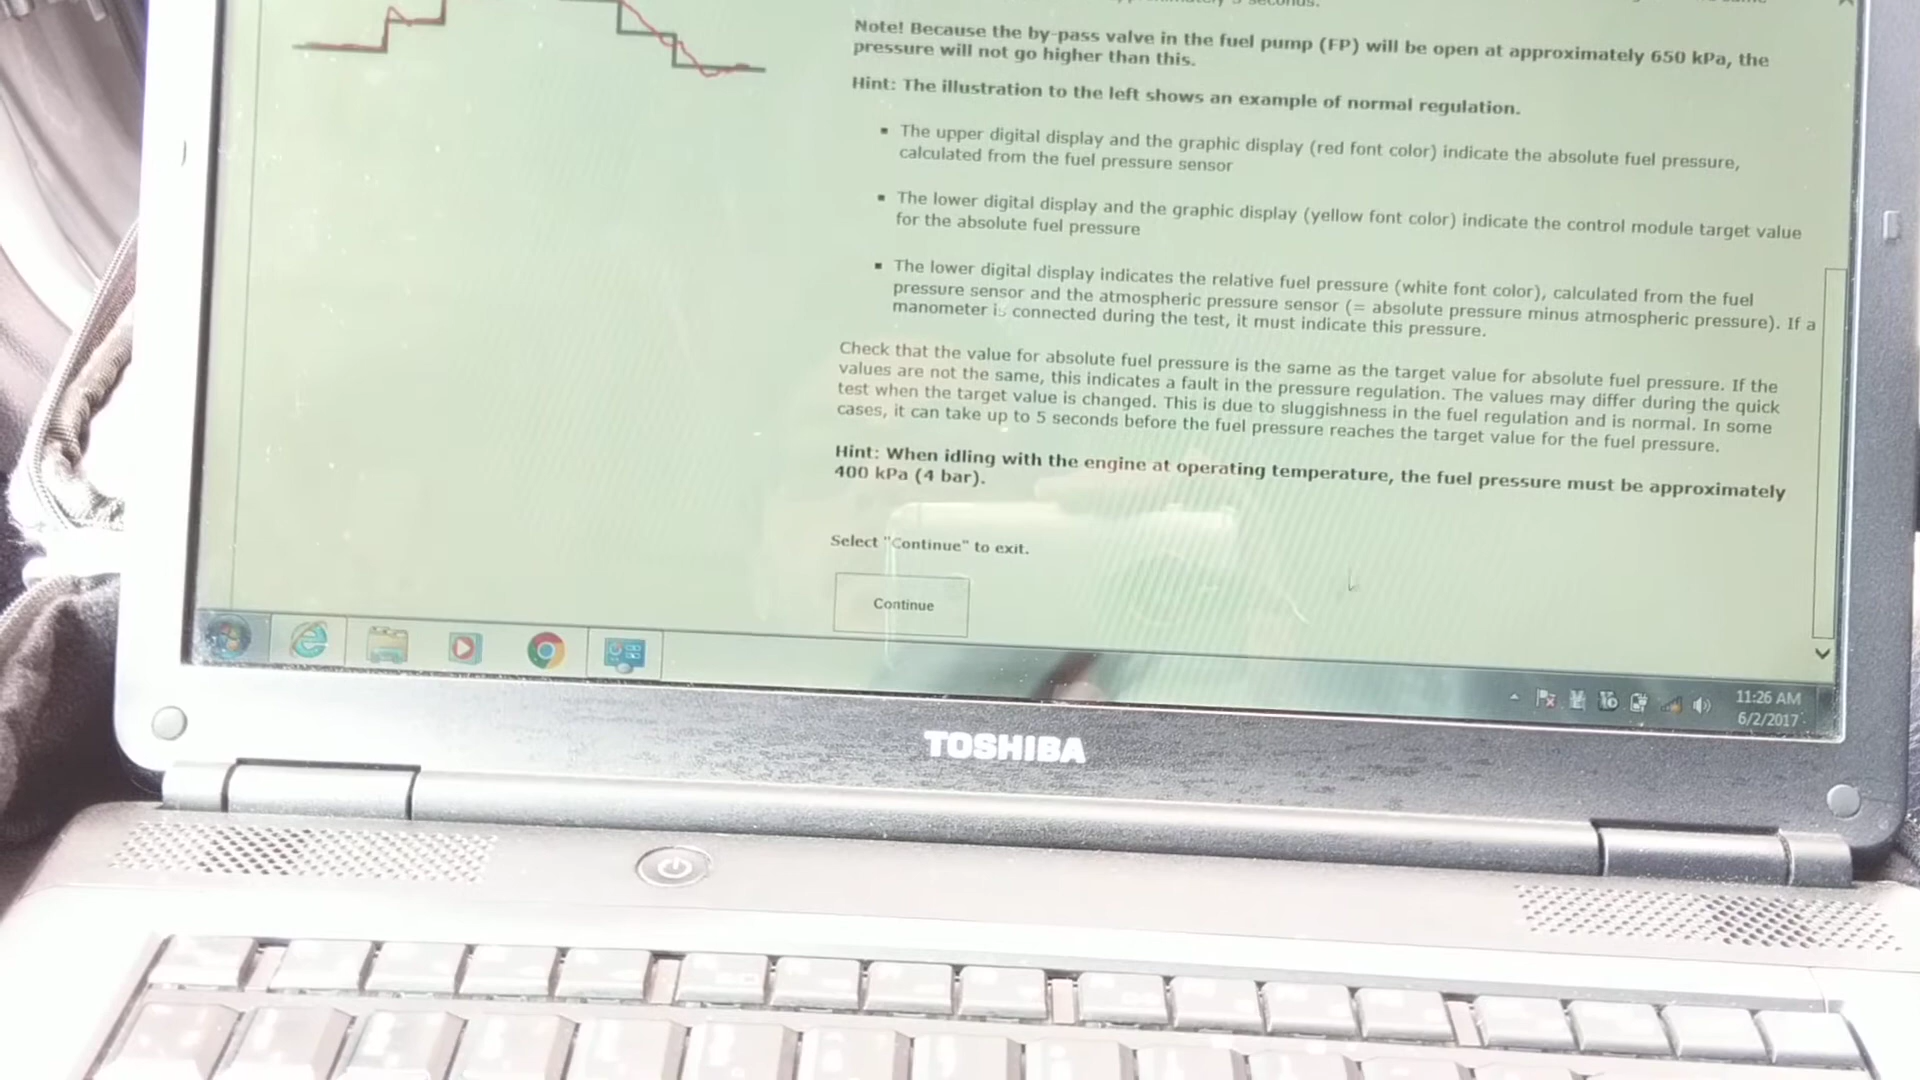 seconds.
Note! Because the by-pass valve in the fuel pump (FP) will be open at approximately 650 kPa, the
pressure will not go higher than this.
Hint: The illustration to the left shows an example of normal regulation.
The upper digital display and the graphic display (red font color) indicate the absolute fuel pressure,
calculated from the fuel pressure sensor
The lower digital display and the graphic display (yellow font color) indicate the control module target value
for the absolute fuel pressure
The lower digital display indicates the relative fuel pressure (white font color), calculated from the fuel
pressure sensor and the atmospheric pressure sensor (= absolute pressure minus atmospheric pressure). If a
manometer is connected during the test, it must indicate this pressure.
Check that the value for absolute fuel pressure is the same as the target value for absolute fuel pressure. If the
values are not the same, this indicates a fault in the pressure regulation. The values may differ during the quick
test when the target value is changed. This is due to sluggishness in the fuel regulation and is normal. In some
cases, it can take up to 5 seconds before the fuel pressure reaches the target value for the fuel pressure.
Hint: When idling with the engine at operating temperature, the fuel pressure must be approximately
400 kPa (4 bar).
Select "Continue" to exit.
Continue
11:26 AM
6/2/2017
TOSHIBA